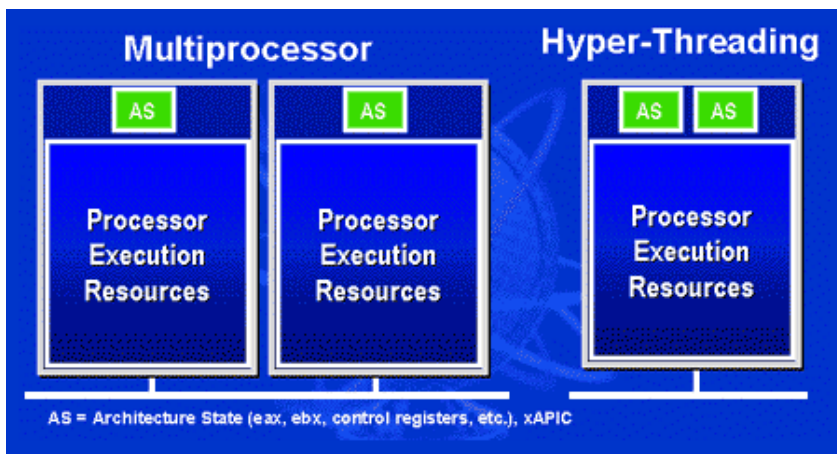 Multiprocessor
Hyper-Threading
AS
AS
AS AS
Processor
Execution
Resources
Processor
Execution
Resources
Processor
Execution
Resources
AS = Architecture State (eax, ebx, control registers, etc.), xAPIC